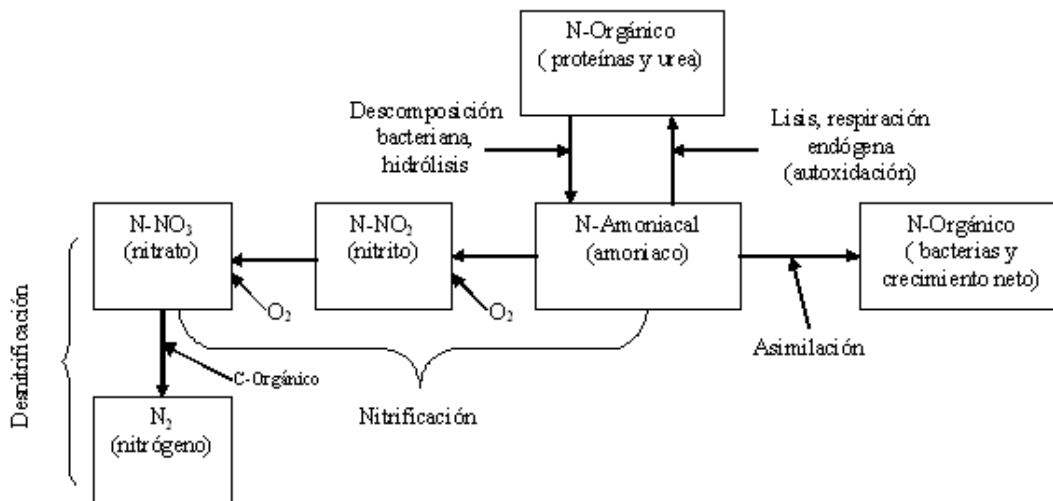 N-Orgánico
( proteínas y urea)
Descomposición
bacteriana,
hidrólisis
Lisis, respiración
endógena
(autoxidación)
N-NO₃
(nitrato)
N-NO₂
(nitrito)
N-Amoniacal
(amoniaco)
N-Orgánico
( bacterias y
crecimiento neto)
O₂
O₂
Asimilación
Desnitrificación
C-Orgánico
Nitrificación
N₂
(nitrógeno)